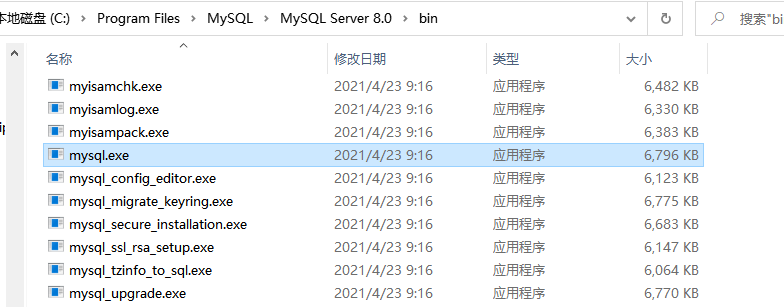 本地磁盘 (C:) > Program Files > MySQL > MySQL Server 8.0 > bin 搜索"bi
名称 修改日期 类型 大小
myisamchk.exe 2021/4/23 9:16 应用程序 6,482 KB
myisamlog.exe 2021/4/23 9:16 应用程序 6,330 KB
myisampack.exe 2021/4/23 9:16 应用程序 6,383 KB
mysql.exe 2021/4/23 9:16 应用程序 6,796 KB
mysql_config_editor.exe 2021/4/23 9:16 应用程序 6,123 KB
mysql_migrate_keyring.exe 2021/4/23 9:16 应用程序 6,775 KB
mysql_secure_installation.exe 2021/4/23 9:16 应用程序 6,683 KB
mysql_ssl_rsa_setup.exe 2021/4/23 9:16 应用程序 6,147 KB
mysql_tzinfo_to_sql.exe 2021/4/23 9:16 应用程序 6,064 KB
mysql_upgrade.exe 2021/4/23 9:16 应用程序 6,770 KB